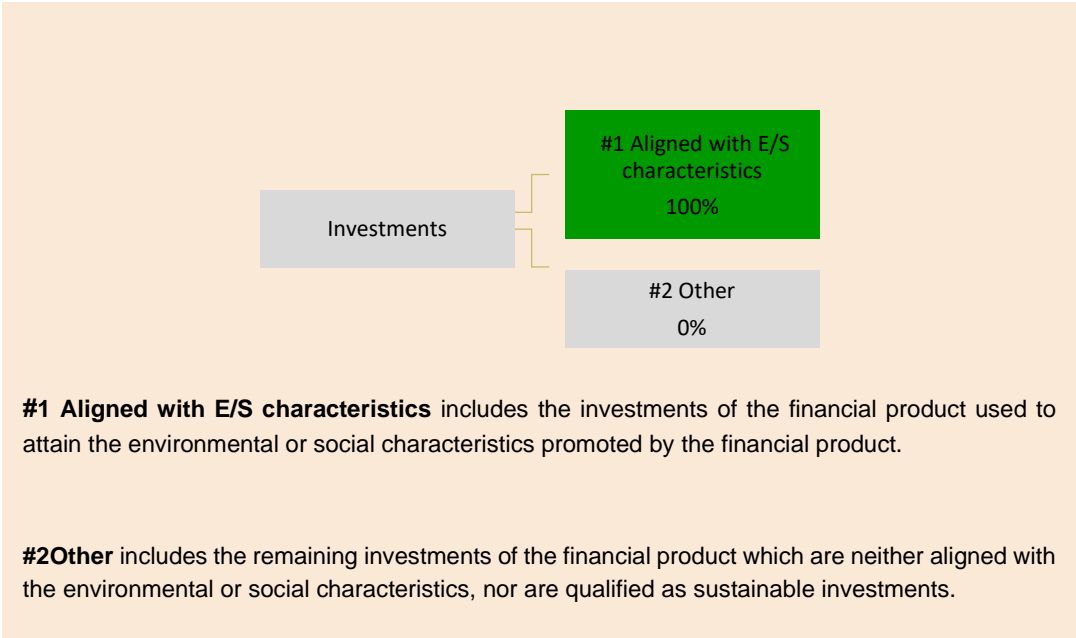 #1 Aligned with E/S
characteristics
100%
Investments
#2 Other
0%
#1 Aligned with E/S characteristics includes the investments of the financial product used to
attain the environmental or social characteristics promoted by the financial product.
#2Other includes the remaining investments of the financial product which are neither aligned with
the environmental or social characteristics, nor are qualified as sustainable investments.